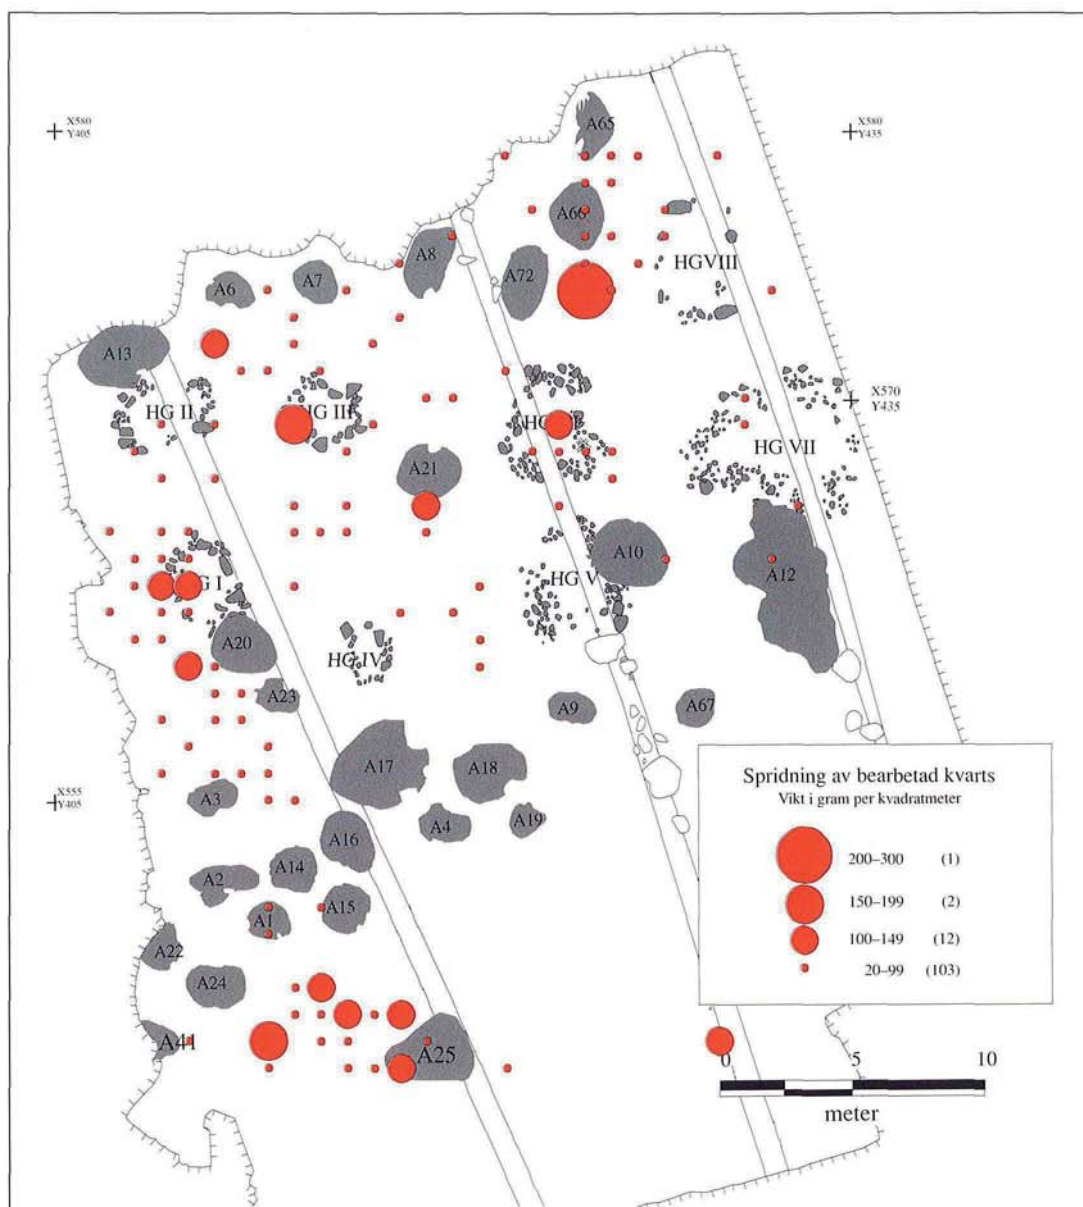 X580
Y405
X580
Y435
A65
A66
A8
A72
HGVIII
A6
A7
A13
HG II
HG III
X570
Y435
HG VII
A21
A10
A12
HG V
G I
A20
HG IV
A23
A9
A67
A17
A18
X555
Y405
A3
A16
A4
A19
A14
A2
A15
A1
A22
A24
A41
A25
Spridning av bearbetad kvarts
Vikt i gram per kvadratmeter
200–300 (1)
150–199 (2)
100–149 (12)
20–99 (103)
0 5 10
meter